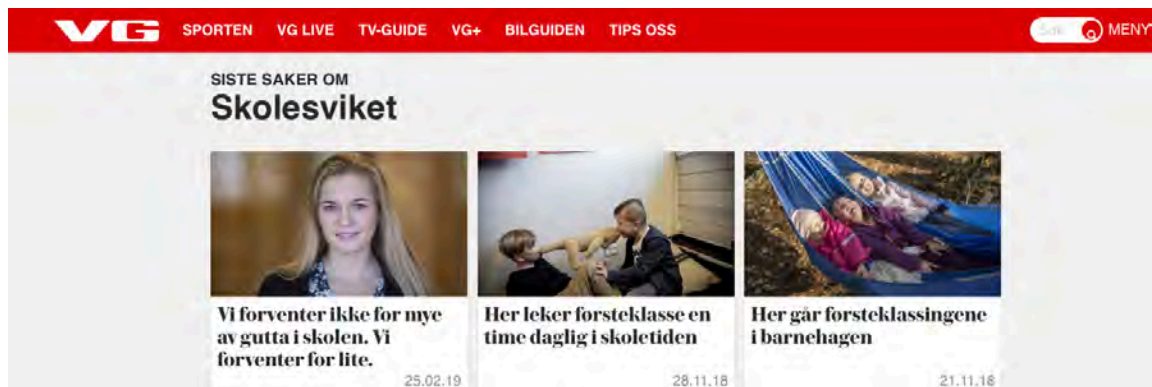 VG SPORTEN VG LIVE TV-GUIDE VG+ BILGUIDEN TIPS OSS Søk MENY
SISTE SAKER OM
Skolesviket
Vi forventer ikke for mye
av gutta i skolen. Vi
forventer for lite.
25.02.19
Her leker førsteklasse en
time daglig i skoletiden
28.11.18
Her går førsteklassingene
i barnehagen
21.11.18